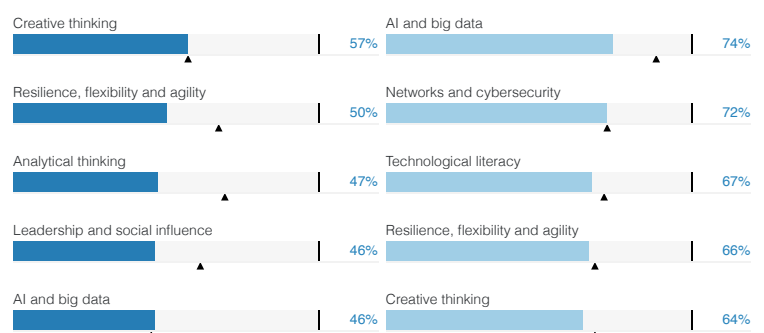 Creative thinking
57%
Resilience, flexibility and agility
50%
Analytical thinking
47%
Leadership and social influence
46%
AI and big data
46%
AI and big data
74%
Networks and cybersecurity
72%
Technological literacy
67%
Resilience, flexibility and agility
66%
Creative thinking
64%